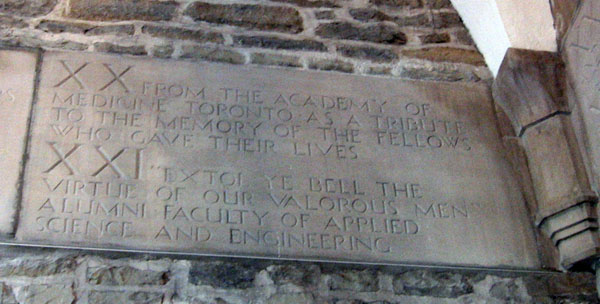 XX FROM THE ACADEMY OF
MEDICINE TORONTO AS A TRIBUTE
TO THE MEMORY OF THE FELLOWS
WHO GAVE THEIR LIVES
XXI "EXTOL YE BELL THE
VIRTUE OF OUR VALOROUS MEN
ALUMNI FACULTY OF APPLIED
SCIENCE AND ENGINEERING